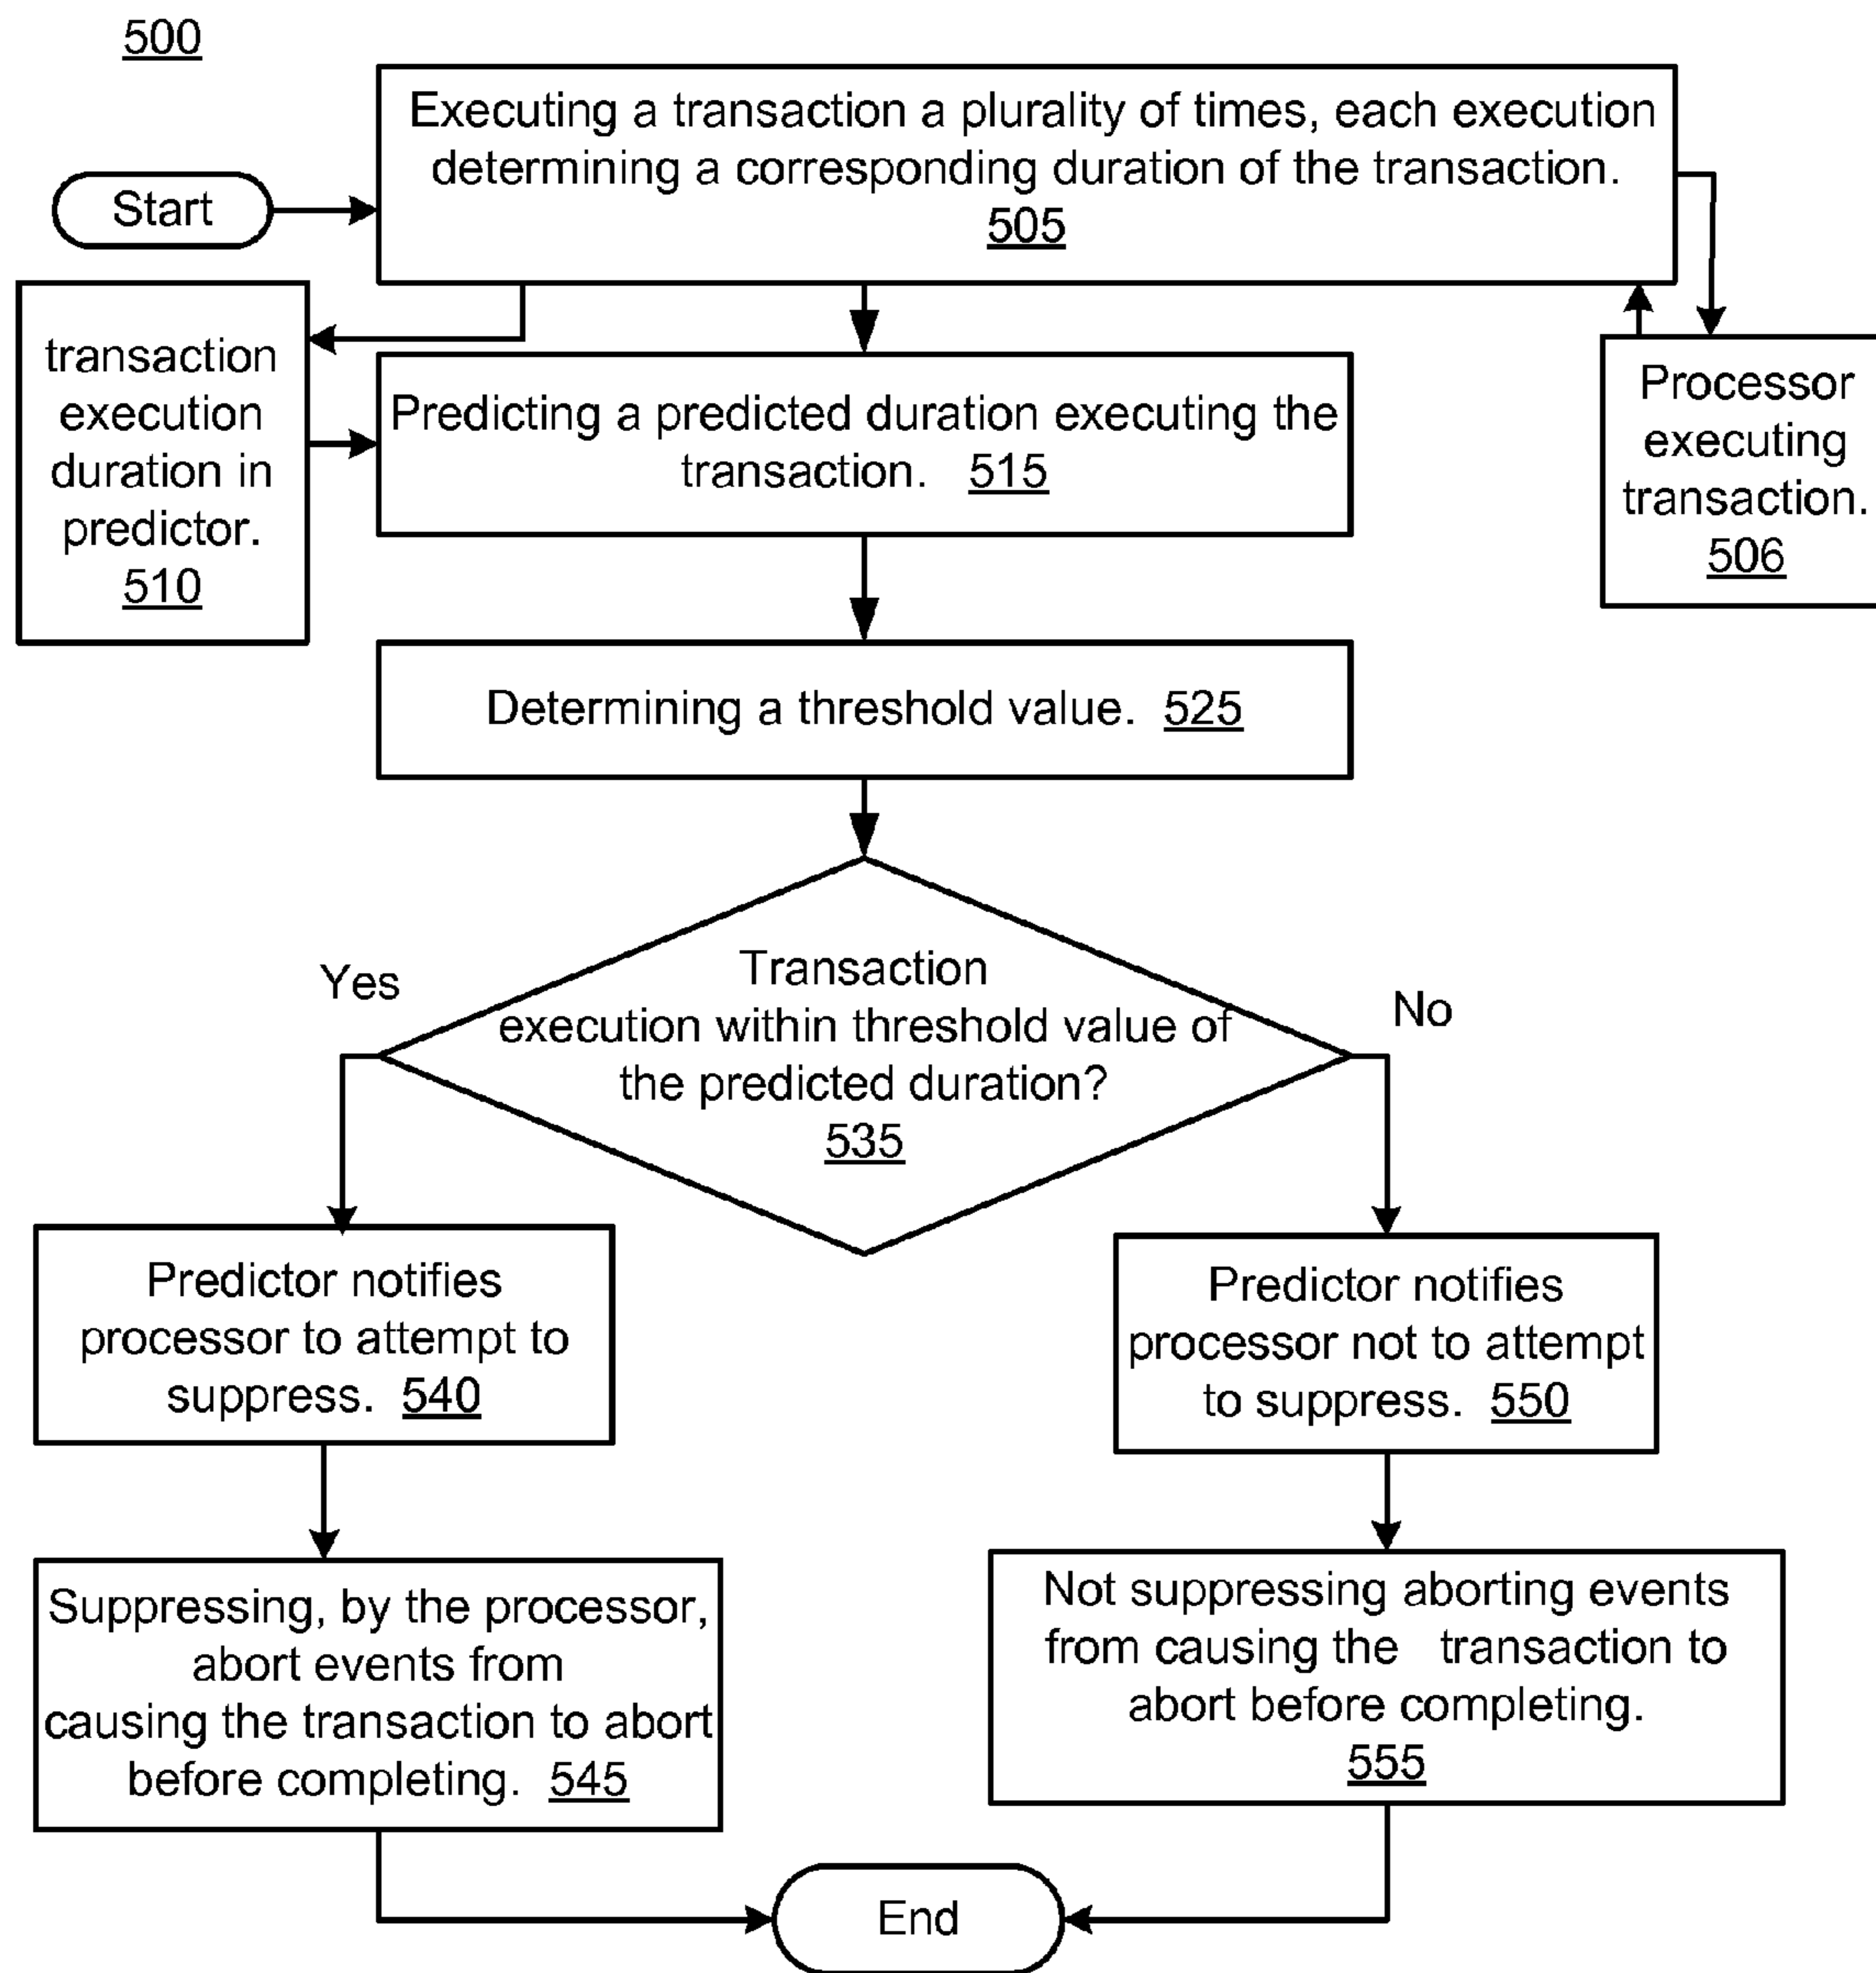 500
Executing a transaction a plurality of times, each execution
determining a corresponding duration of the transaction.
505
Start
transaction
execution
duration in
predictor.
510
Predicting a predicted duration executing the
transaction. 515
Processor
executing
transaction.
506
Determining a threshold value. 525
Transaction
execution within threshold value of
the predicted duration?
535
Yes
No
Predictor notifies
processor to attempt to
suppress. 540
Predictor notifies
processor not to attempt
to suppress. 550
Suppressing, by the processor,
abort events from
causing the transaction to abort
before completing. 545
Not suppressing aborting events
from causing the transaction to
abort before completing.
555
End